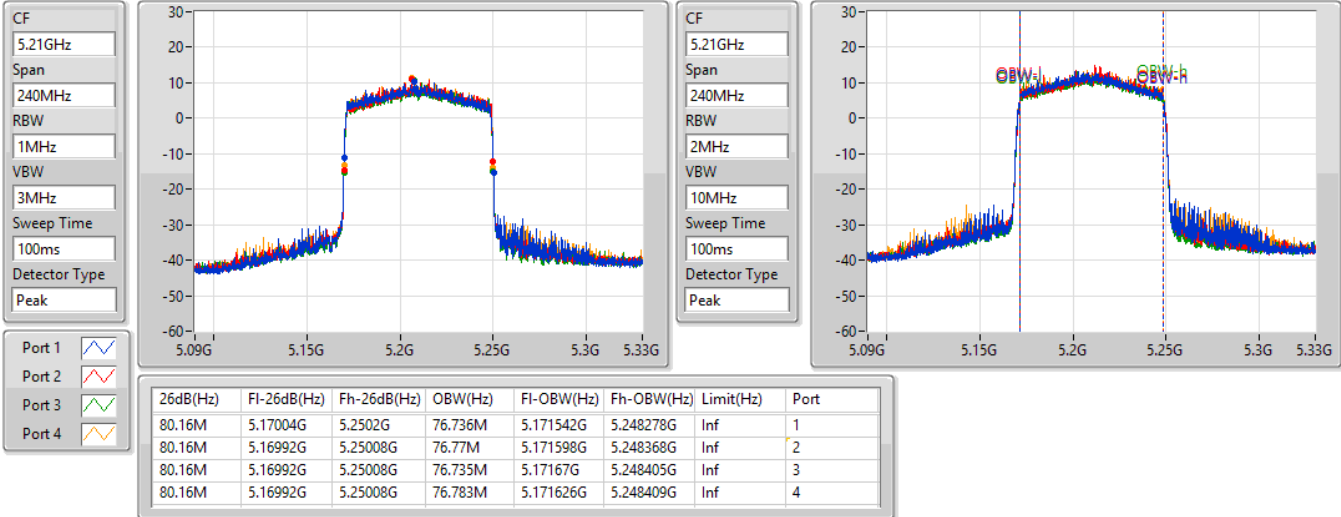 CF
5.21GHz
Span
240MHz
RBW
1MHz
VBW
3MHz
Sweep Time
100ms
Detector Type
Peak
30
20
10
0
-10
-20
-30
-40
-50
-60
5.09G 5.15G 5.2G 5.25G 5.3G 5.33G
CF
5.21GHz
Span
240MHz
RBW
2MHz
VBW
10MHz
Sweep Time
100ms
Detector Type
Peak
30
20
10
0
-10
-20
-30
-40
-50
-60
OBW-l OBW-h
5.09G 5.15G 5.2G 5.25G 5.3G 5.33G
Port 1
Port 2
Port 3
Port 4
26dB(Hz) Fl-26dB(Hz) Fh-26dB(Hz) OBW(Hz) Fl-OBW(Hz) Fh-OBW(Hz) Limit(Hz) Port
80.16M 5.17004G 5.2502G 76.736M 5.171542G 5.248278G Inf 1
80.16M 5.16992G 5.25008G 76.77M 5.171598G 5.248368G Inf 2
80.16M 5.16992G 5.25008G 76.735M 5.17167G 5.248405G Inf 3
80.16M 5.16992G 5.25008G 76.783M 5.171626G 5.248409G Inf 4